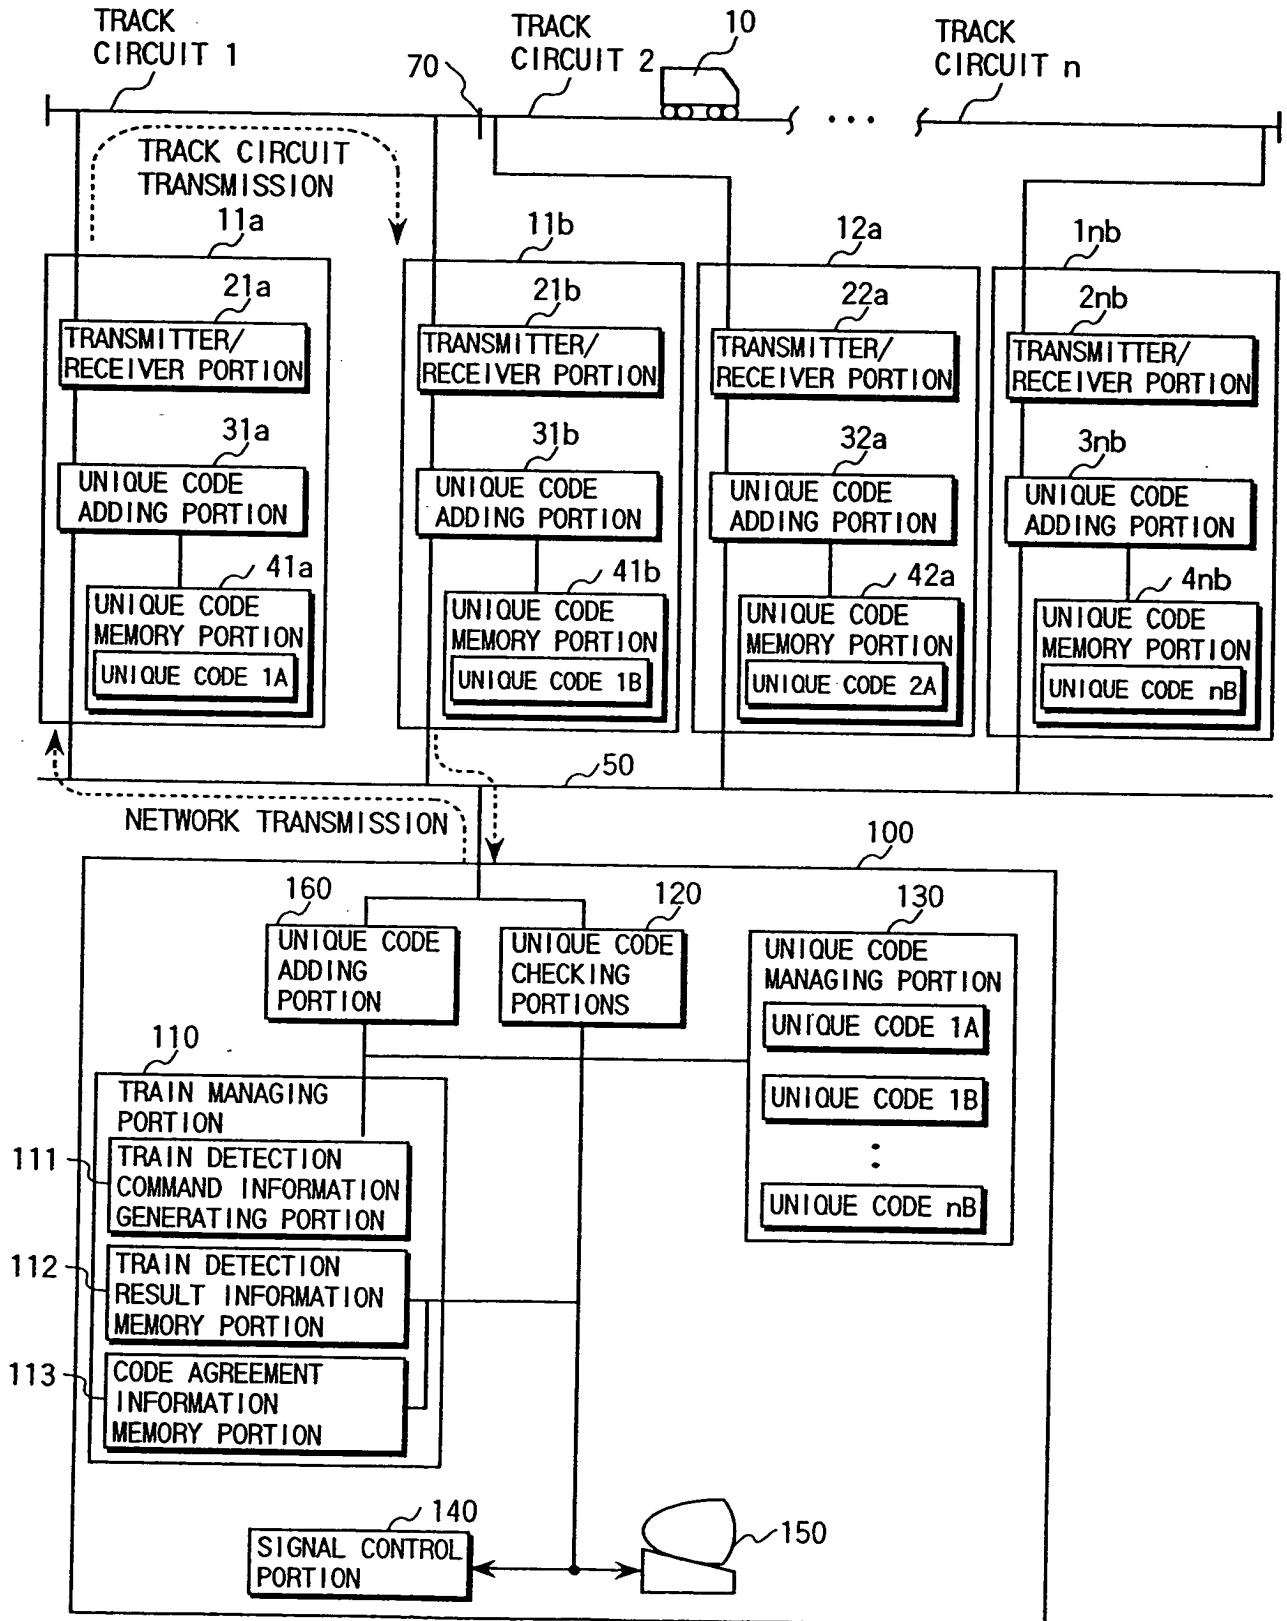 TRACK
CIRCUIT 1
70
TRACK
CIRCUIT 2
10
TRACK
CIRCUIT n
...
TRACK CIRCUIT
TRANSMISSION
11a
21a
TRANSMITTER/
RECEIVER PORTION
31a
UNIQUE CODE
ADDING PORTION
41a
UNIQUE CODE
MEMORY PORTION
UNIQUE CODE 1A
11b
21b
TRANSMITTER/
RECEIVER PORTION
31b
UNIQUE CODE
ADDING PORTION
41b
UNIQUE CODE
MEMORY PORTION
UNIQUE CODE 1B
12a
22a
TRANSMITTER/
RECEIVER PORTION
32a
UNIQUE CODE
ADDING PORTION
42a
UNIQUE CODE
MEMORY PORTION
UNIQUE CODE 2A
1nb
2nb
TRANSMITTER/
RECEIVER PORTION
3nb
UNIQUE CODE
ADDING PORTION
4nb
UNIQUE CODE
MEMORY PORTION
UNIQUE CODE nB
50
NETWORK TRANSMISSION
100
160
UNIQUE CODE
ADDING
PORTION
120
UNIQUE CODE
CHECKING
PORTIONS
130
UNIQUE CODE
MANAGING PORTION
UNIQUE CODE 1A
UNIQUE CODE 1B
:
UNIQUE CODE nB
110
TRAIN MANAGING
PORTION
111
TRAIN DETECTION
COMMAND INFORMATION
GENERATING PORTION
112
TRAIN DETECTION
RESULT INFORMATION
MEMORY PORTION
113
CODE AGREEMENT
INFORMATION
MEMORY PORTION
140
SIGNAL CONTROL
PORTION
150